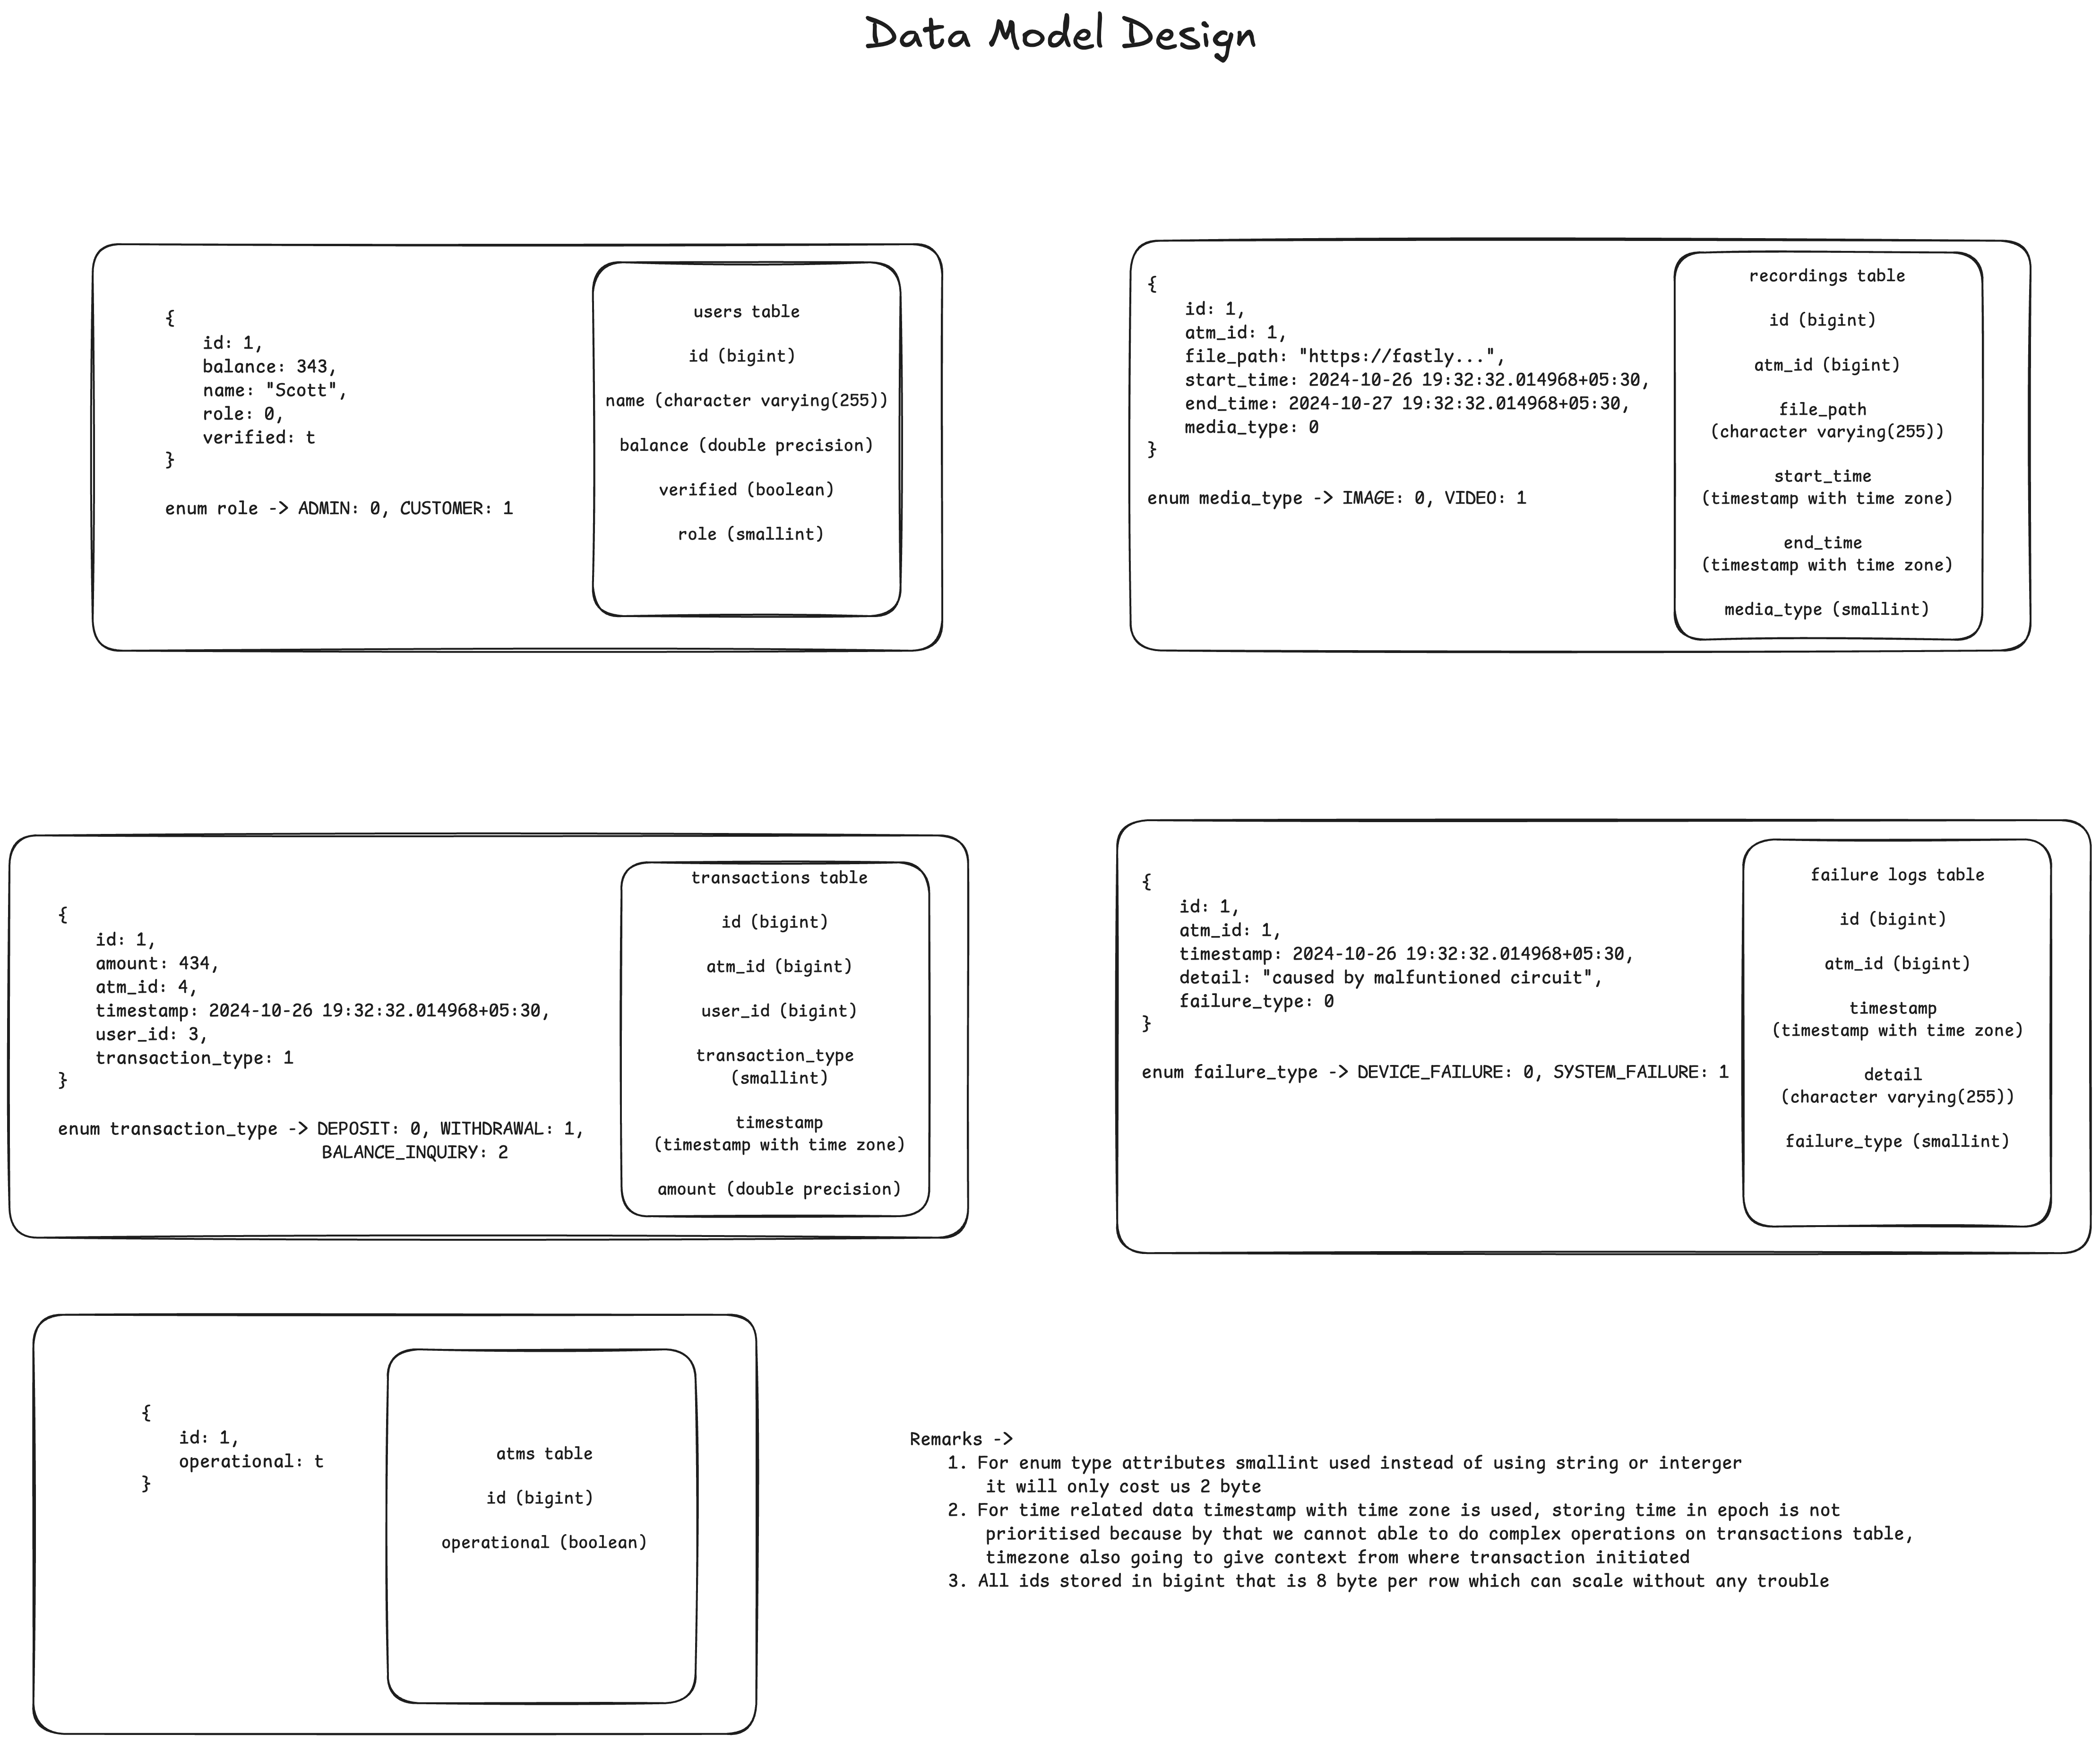 Data Model Design
{
id: 1,
balance: 343,
name: "Scott",
role: 0,
verified: t
}
enum role -> ADMIN: 0, CUSTOMER: 1
users table
id (bigint)
name (character varying(255))
balance (double precision)
verified (boolean)
role (smallint)
{
id: 1,
atm_id: 1,
file_path: "https://fastly...",
start_time: 2024-10-26 19:32:32.014968+05:30,
end_time: 2024-10-27 19:32:32.014968+05:30,
media_type: 0
}
enum media_type -> IMAGE: 0, VIDEO: 1
recordings table
id (bigint)
atm_id (bigint)
file_path
(character varying(255))
start_time
(timestamp with time zone)
end_time
(timestamp with time zone)
media_type (smallint)
{
id: 1,
amount: 434,
atm_id: 4,
timestamp: 2024-10-26 19:32:32.014968+05:30,
user_id: 3,
transaction_type: 1
}
enum transaction_type -> DEPOSIT: 0, WITHDRAWAL: 1,
BALANCE_INQUIRY: 2
transactions table
id (bigint)
atm_id (bigint)
user_id (bigint)
transaction_type
(smallint)
timestamp
(timestamp with time zone)
amount (double precision)
{
id: 1,
atm_id: 1,
timestamp: 2024-10-26 19:32:32.014968+05:30,
detail: "caused by malfuntioned circuit",
failure_type: 0
}
enum failure_type -> DEVICE_FAILURE: 0, SYSTEM_FAILURE: 1
failure logs table
id (bigint)
atm_id (bigint)
timestamp
(timestamp with time zone)
detail
(character varying(255))
failure_type (smallint)
{
id: 1,
operational: t
}
atms table
id (bigint)
operational (boolean)
Remarks ->
1. For enum type attributes smallint used instead of using string or interger
it will only cost us 2 byte
2. For time related data timestamp with time zone is used, storing time in epoch is not
prioritised because by that we cannot able to do complex operations on transactions table,
timezone also going to give context from where transaction initiated
3. All ids stored in bigint that is 8 byte per row which can scale without any trouble